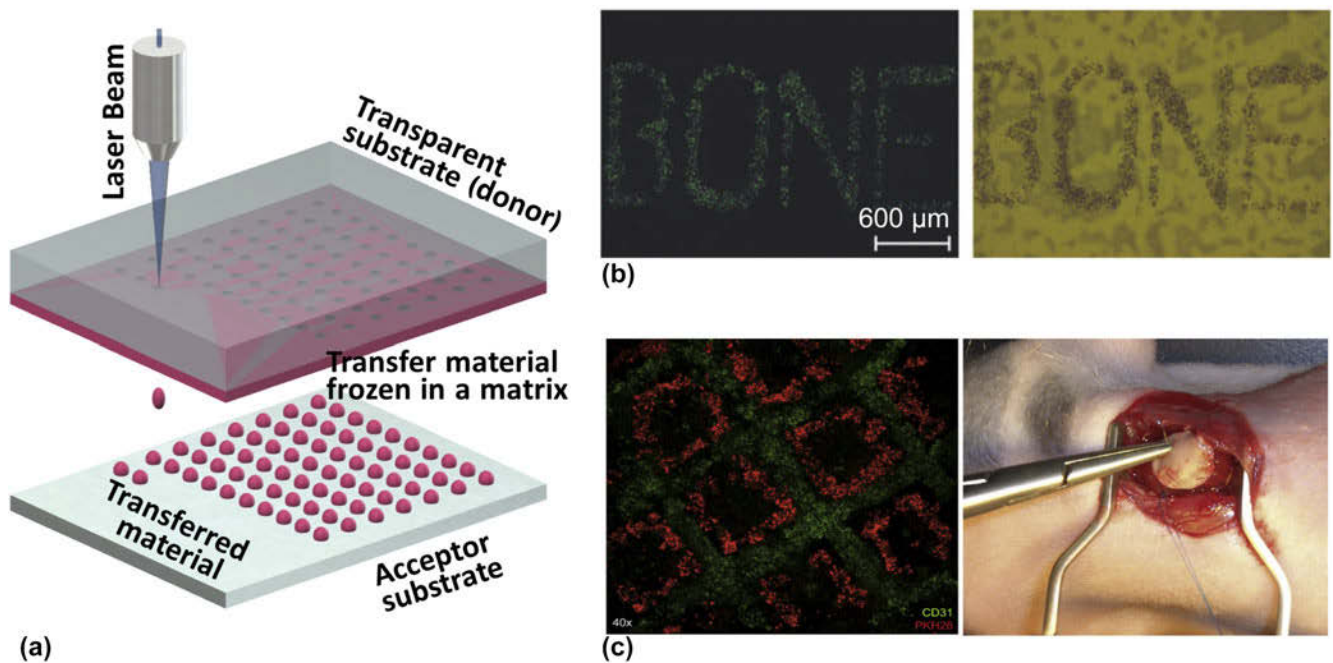 Laser Beam
Transparent
substrate (donor)
Transfer material
frozen in a matrix
Transferred
material
Acceptor
substrate
(a)
BONE
600 µm
BONE
(b)
40x
CD31
PKH26
(c)